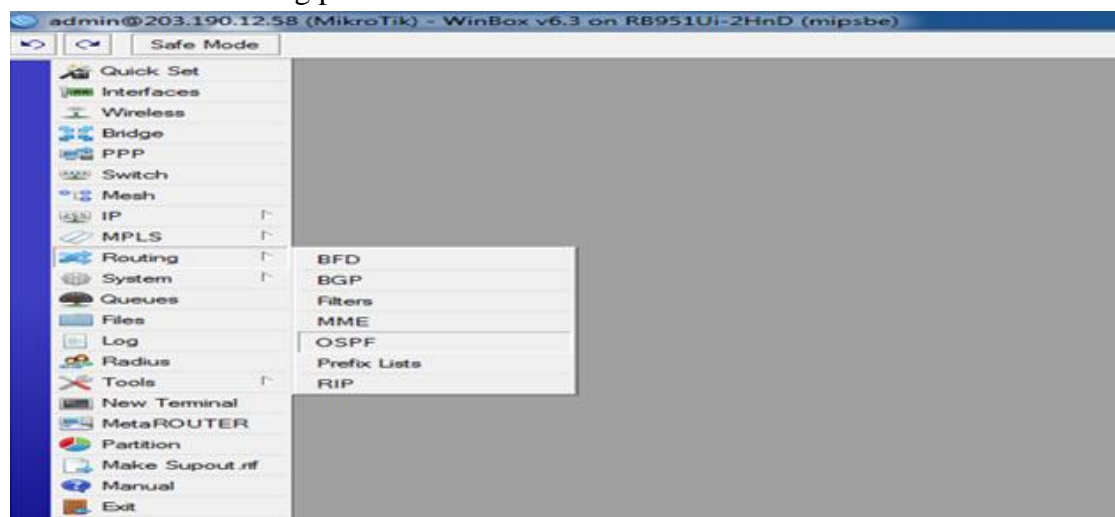 admin@203.190.12.58 (MikroTik) - WinBox v6.3 on RB951Ui-2HnD (mipsbe)
Safe Mode
Quick Set
Interfaces
Wireless
Bridge
PPP
Switch
Mesh
IP
MPLS
Routing
System
Queues
Files
Log
Radius
Tools
New Terminal
MetaROUTER
Partition
Make Supout.rif
Manual
Exit
BFD
BGP
Filters
MME
OSPF
Prefix Lists
RIP